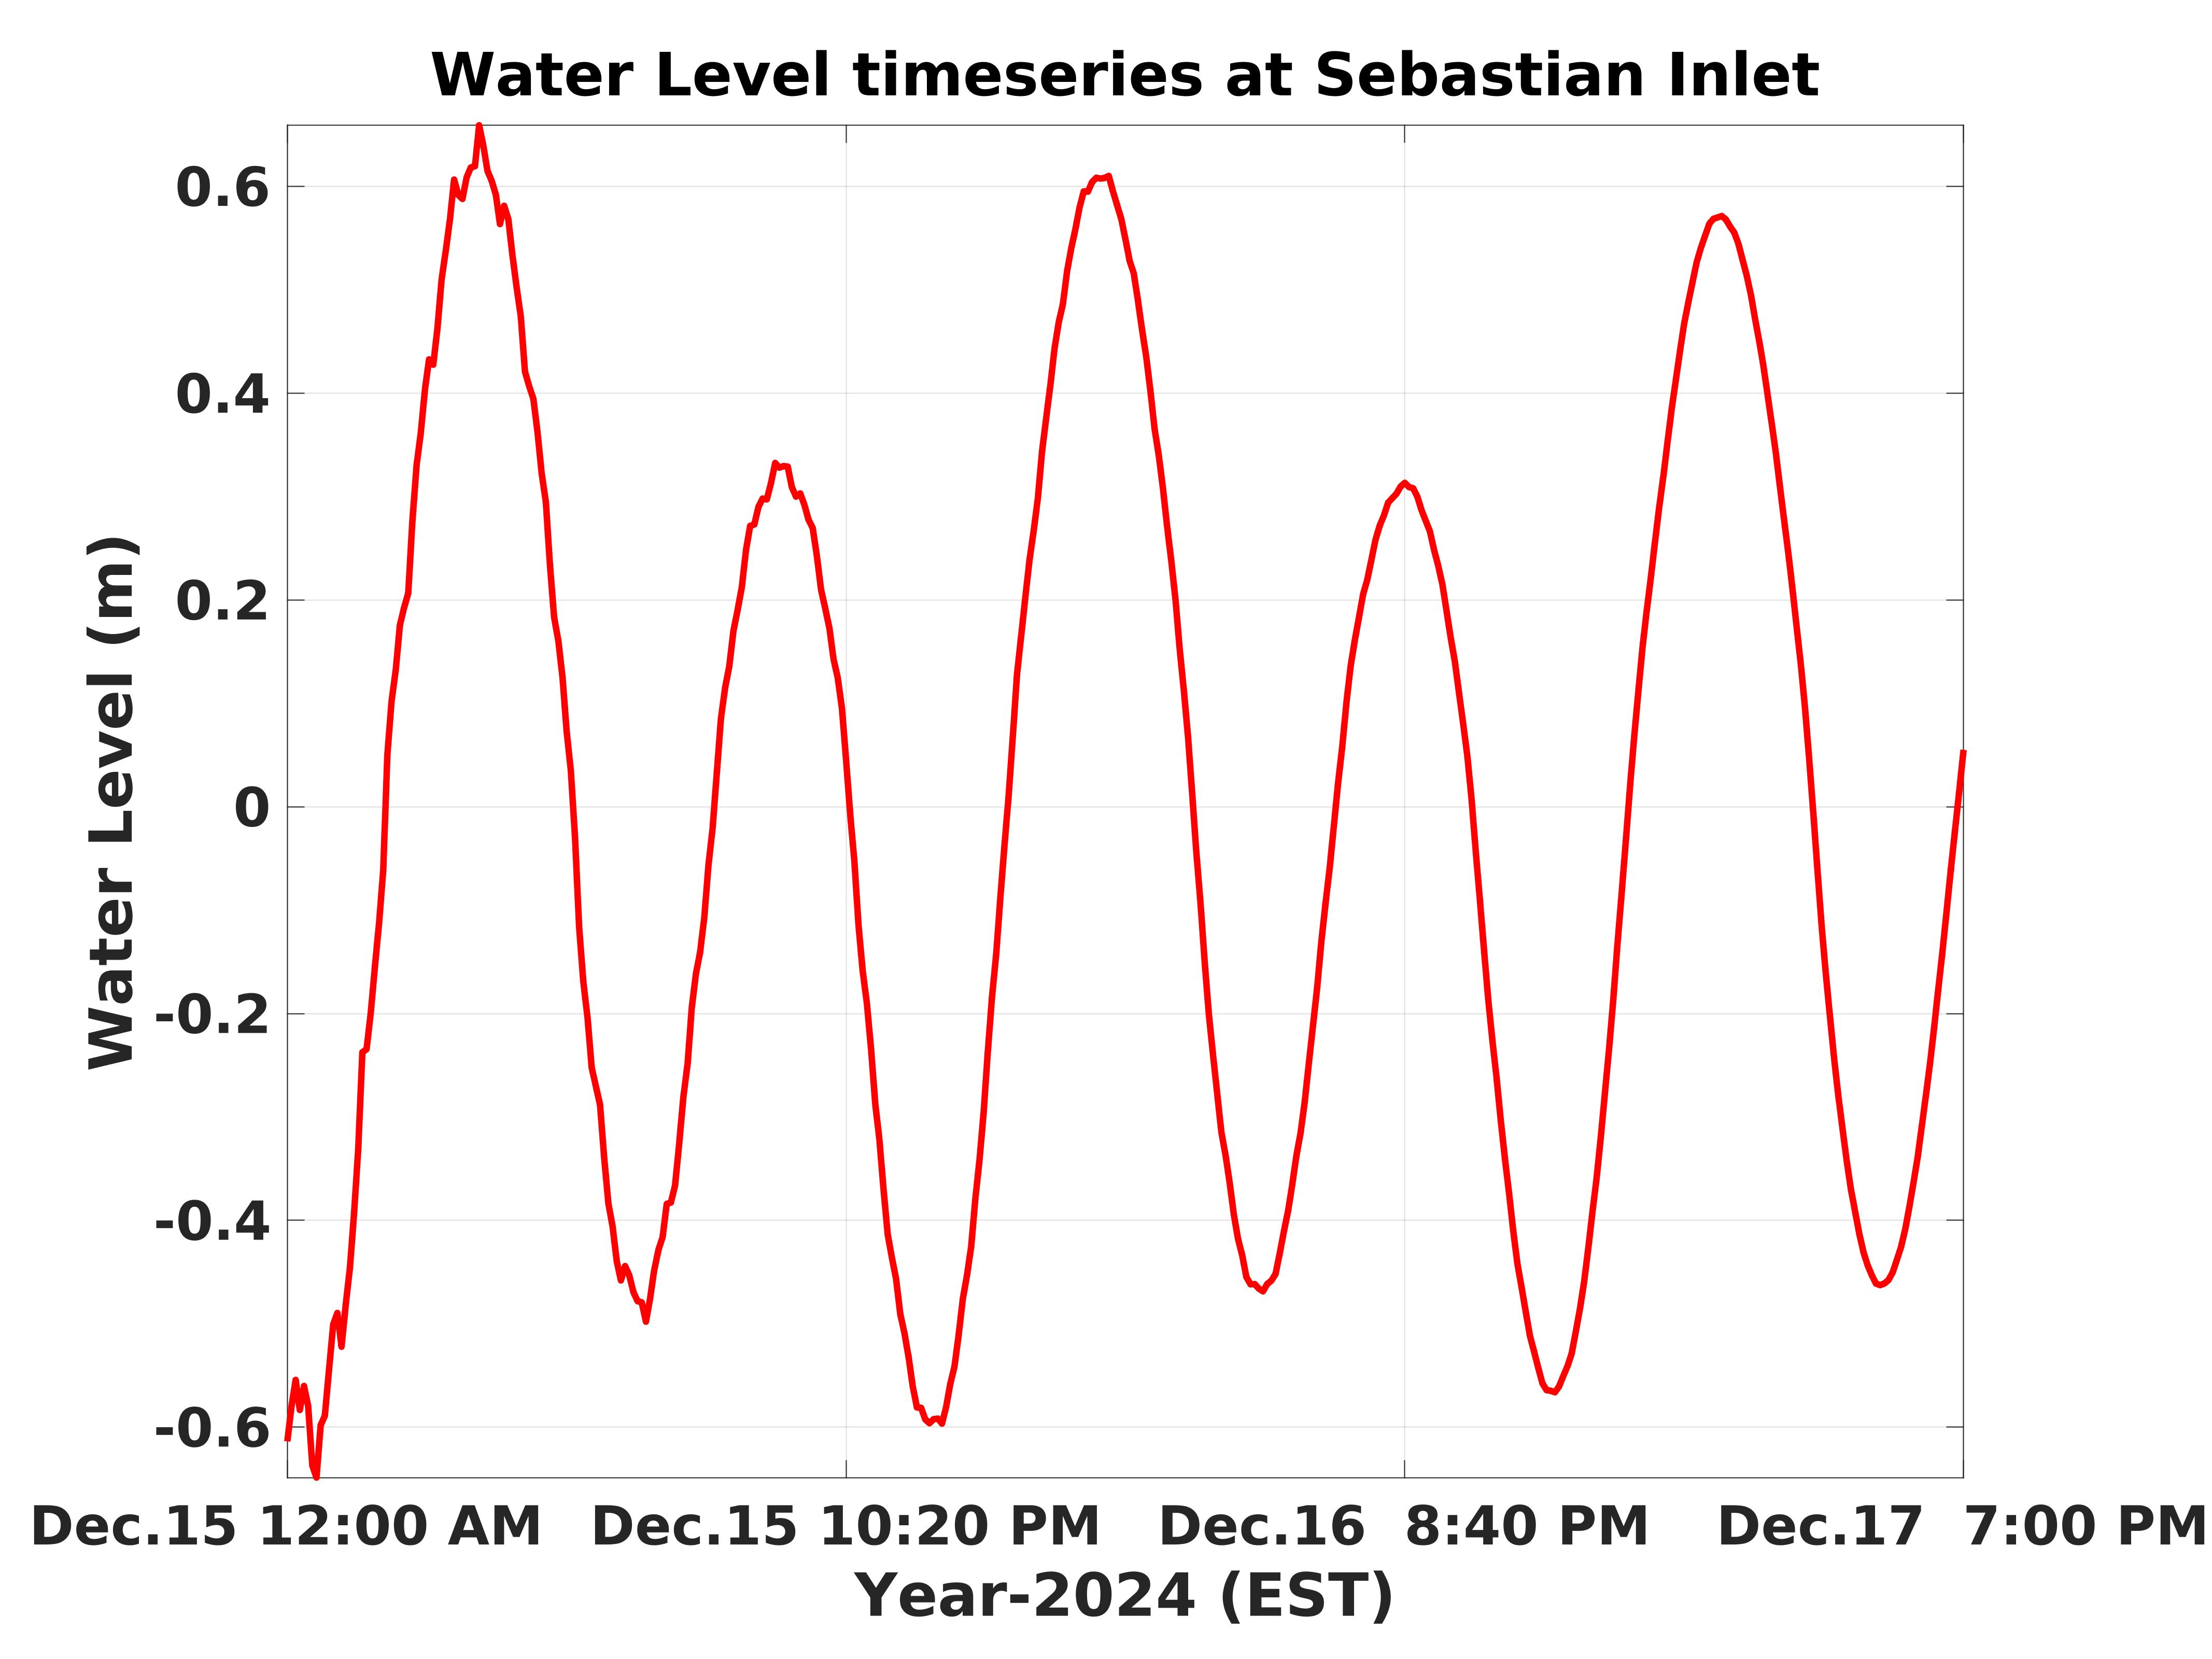 Water Level timeseries at Sebastian Inlet
Water Level (m)
0.6
0.4
0.2
0
-0.2
-0.4
-0.6
Dec.15 12:00 AM Dec.15 10:20 PM Dec.16 8:40 PM Dec.17 7:00 PM
Year-2024 (EST)